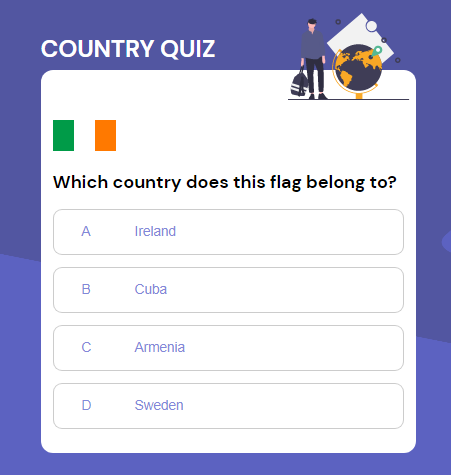 COUNTRY QUIZ
Which country does this flag belong to?
A Ireland
B Cuba
C Armenia
D Sweden